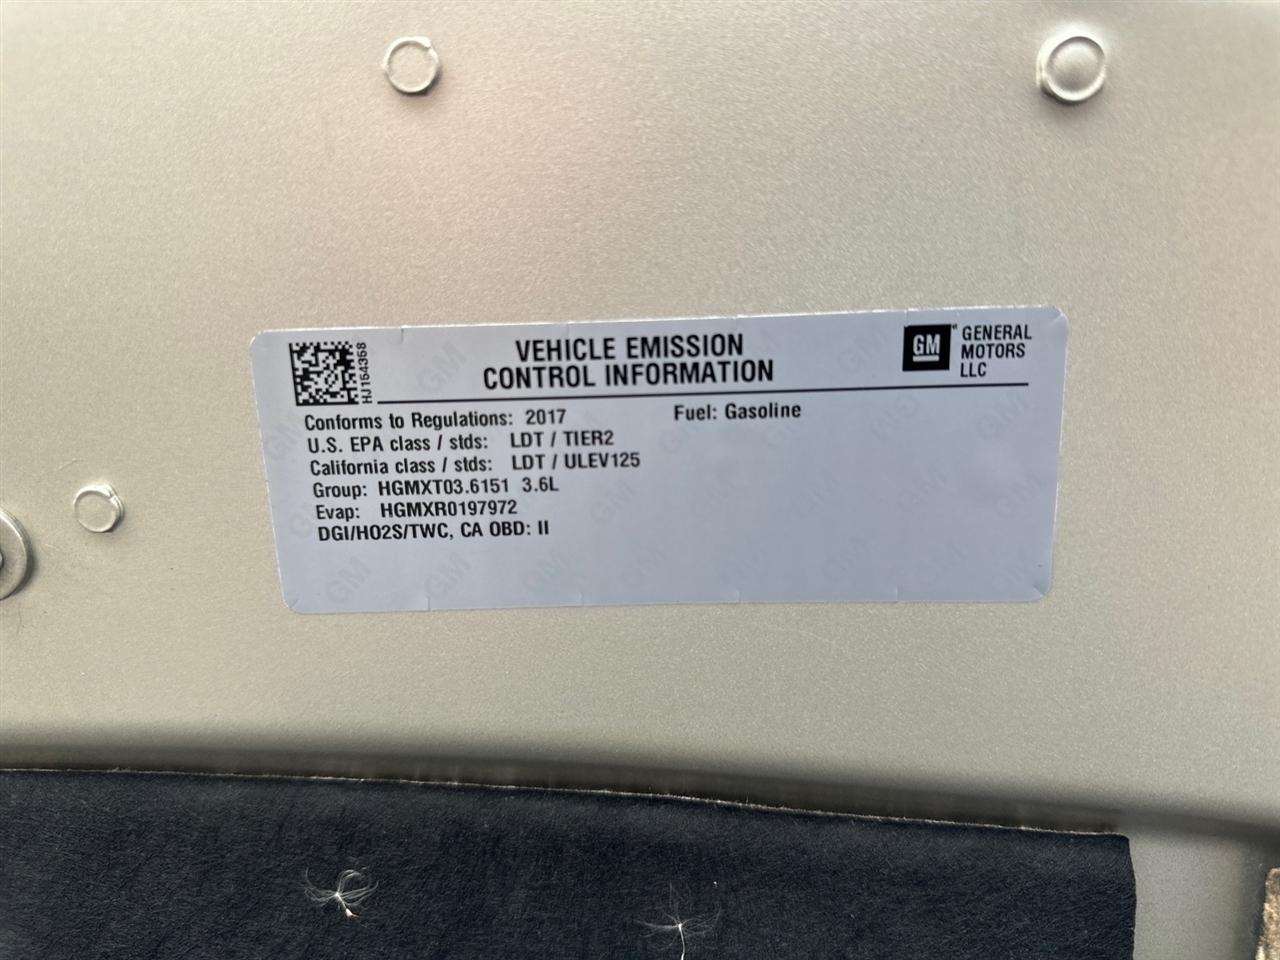 VEHICLE EMISSION
CONTROL INFORMATION
GM GENERAL
MOTORS
LLC
HJ154358
Conforms to Regulations: 2017 Fuel: Gasoline
U.S. EPA class / stds: LDT / TIER2
California class / stds: LDT / ULEV125
Group: HGMXT03.6151 3.6L
Evap: HGMXR0197972
DGI/HO2S/TWC, CA OBD: II